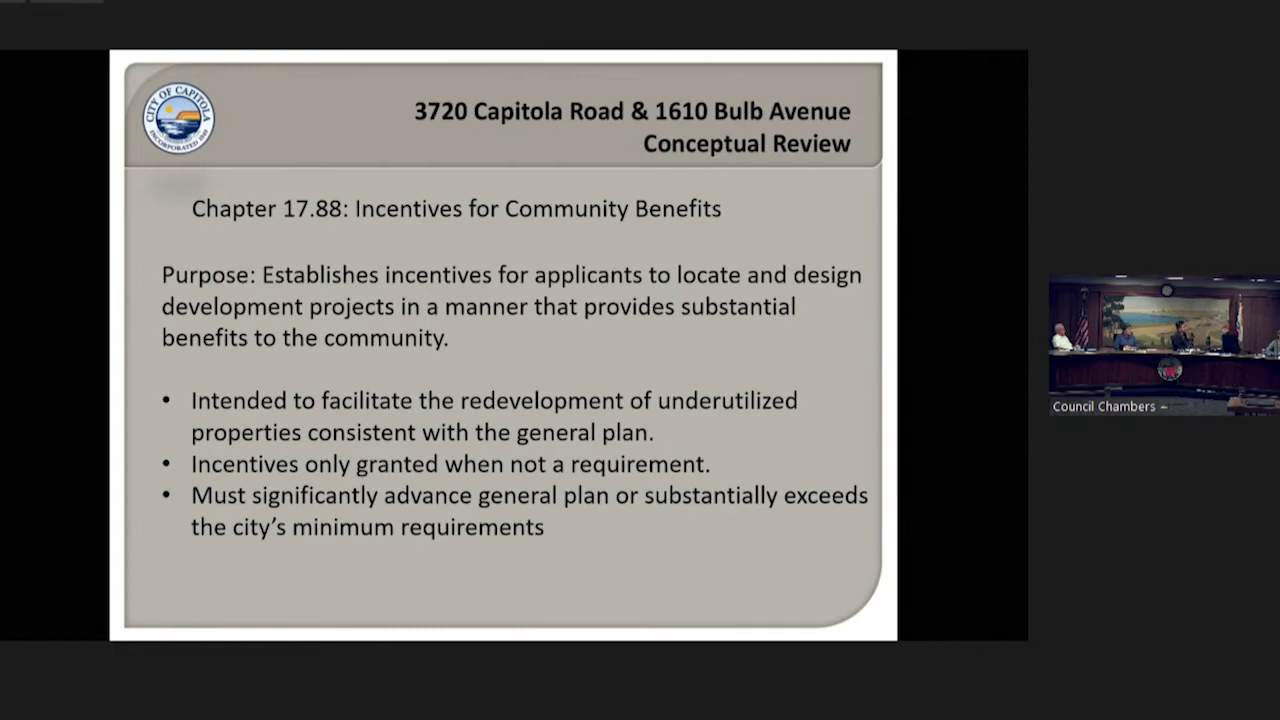 CITY OF CAPITOLA
INCORPORATED 1949
3720 Capitola Road & 1610 Bulb Avenue
Conceptual Review
Chapter 17.88: Incentives for Community Benefits
Purpose: Establishes incentives for applicants to locate and design
development projects in a manner that provides substantial
benefits to the community.
• Intended to facilitate the redevelopment of underutilized
properties consistent with the general plan.
• Incentives only granted when not a requirement.
• Must significantly advance general plan or substantially exceeds
the city's minimum requirements
Council Chambers